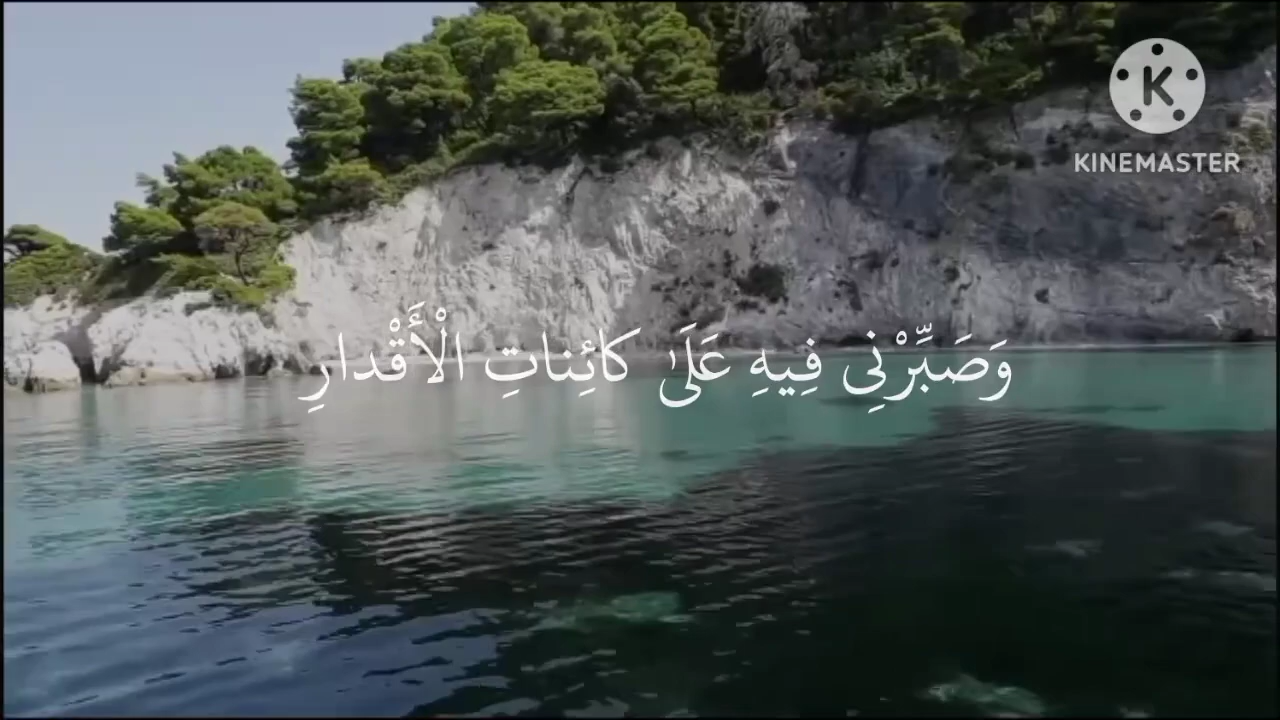 KINEMASTER
وَصَبِّرْنِي فِيهِ عَلَىٰ كائِناتِ الْأَقْدارِ